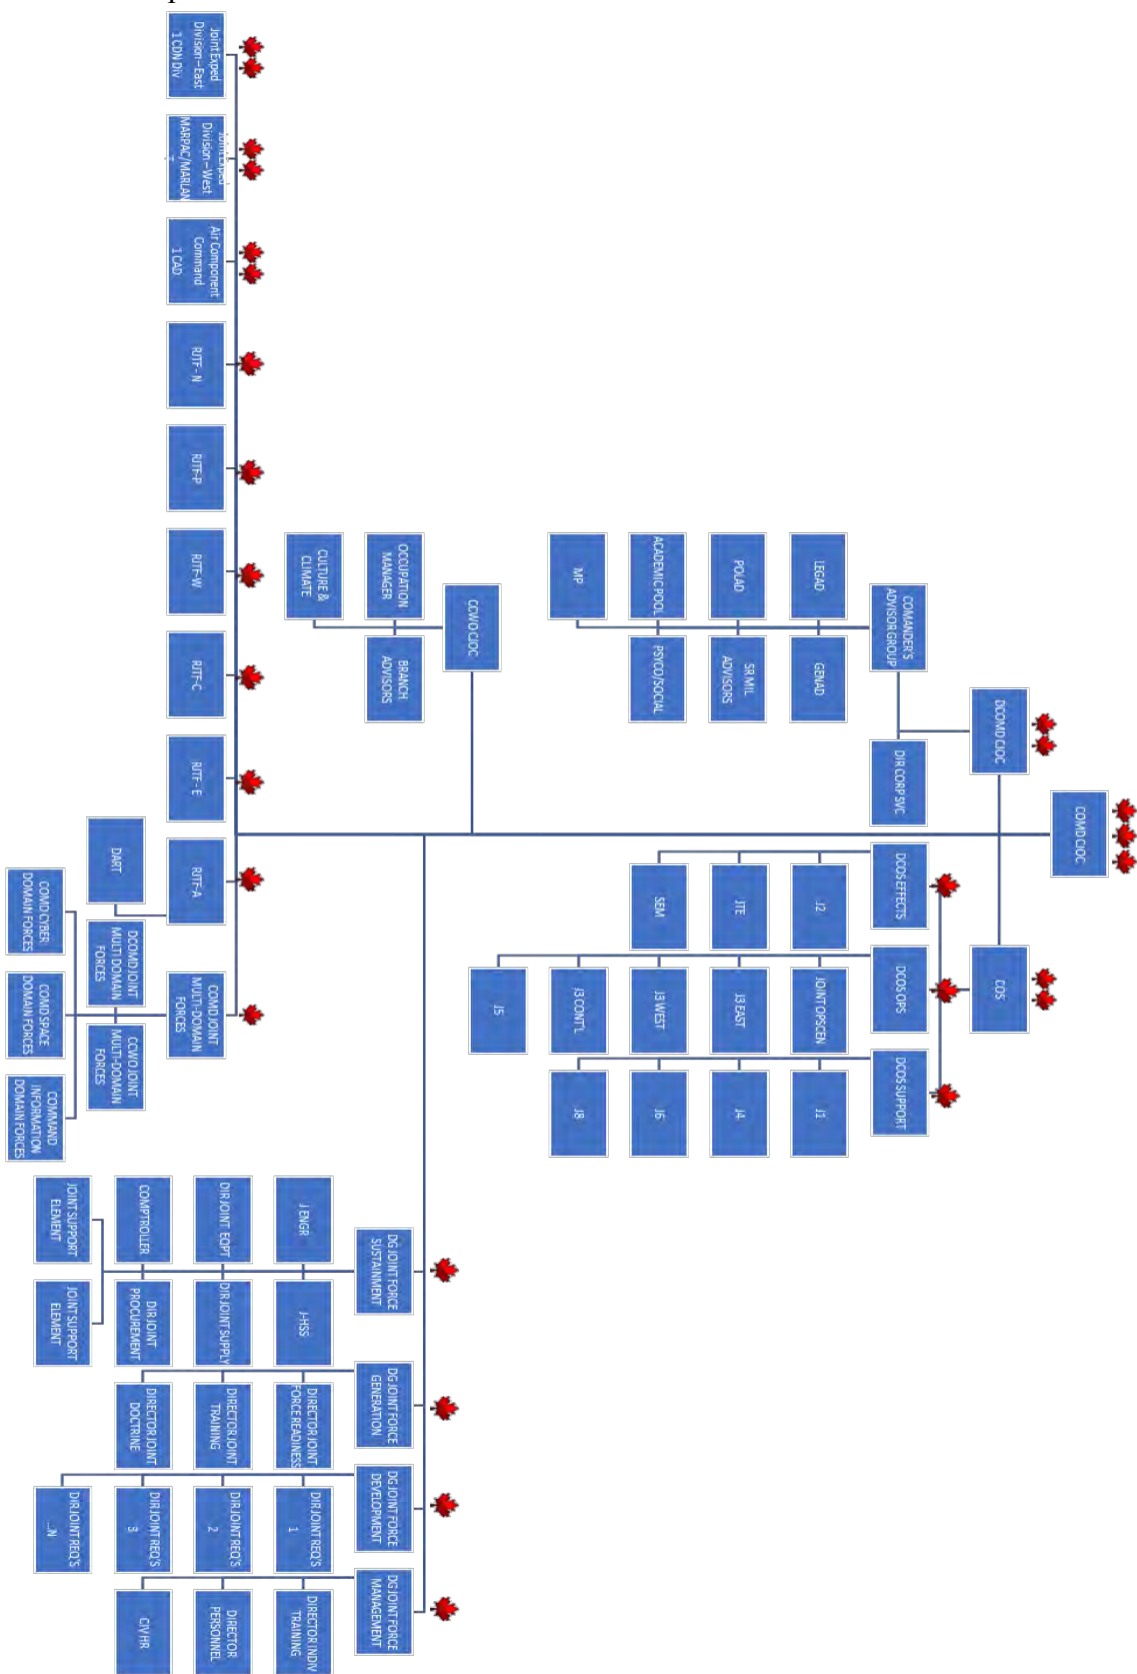 COMD CJOC
DCOMD CJOC
COS
COMANDER'S
ADVISOR GROUP
DIR CORP SVC
LEGAD
GENAD
POLAD
SR MIL
ADVISORS
ACADEMIC POOL
PSYCO/SOCIAL
MP
DCOS EFFECTS
DCOS OPS
DCOS SUPPORT
J2
JTE
SEM
JOINT OPSCEN
J3 EAST
J3 WEST
J3 CONT'L
J5
J1
J4
J6
J8
CCWO CJOC
OCCUPATION
MANAGER
BRANCH
ADVISORS
CULTURE &
CLIMATE
DG JOINT FORCE
SUSTAINMENT
DG JOINT FORCE
GENERATION
DG JOINT FORCE
DEVELOPMENT
DG JOINT FORCE
MANAGEMENT
J ENGR
J-HSS
DIR JOINT EQPT
DIR JOINT SUPPLY
COMPTROLLER
DIR JOINT
PROCUREMENT
JOINT SUPPORT
ELEMENT
JOINT SUPPORT
ELEMENT
DIRECTOR JOINT
FORCE READINESS
DIRECTOR JOINT
TRAINING
DIRECTOR JOINT
DOCTRINE
DIR JOINT REQ'S
1
DIR JOINT REQ'S
2
DIR JOINT REQ'S
3
DIR JOINT REQ'S
...N
DIRECTOR INDIV
TRAINING
DIRECTOR
PERSONNEL
CIV HR
Joint Exped
Division – East
1 CDN Div
Joint Exped
Division – West
MARPAC/MARLAN
T
Air Component
Command
1 CAD
RJTF - N
RJTF-P
RJTF-W
RJTF-C
RJTF - E
RJTF-A
COMD JOINT
MULTI-DOMAIN
FORCES
DART
DCOMD JOINT
MULTI DOMAIN
FORCES
CCWO JOINT
MULTI-DOMAIN
FORCES
COMD CYBER
DOMAIN FORCES
COMD SPACE
DOMAIN FORCES
COMMAND
INFORMATION
DOMAIN FORCES